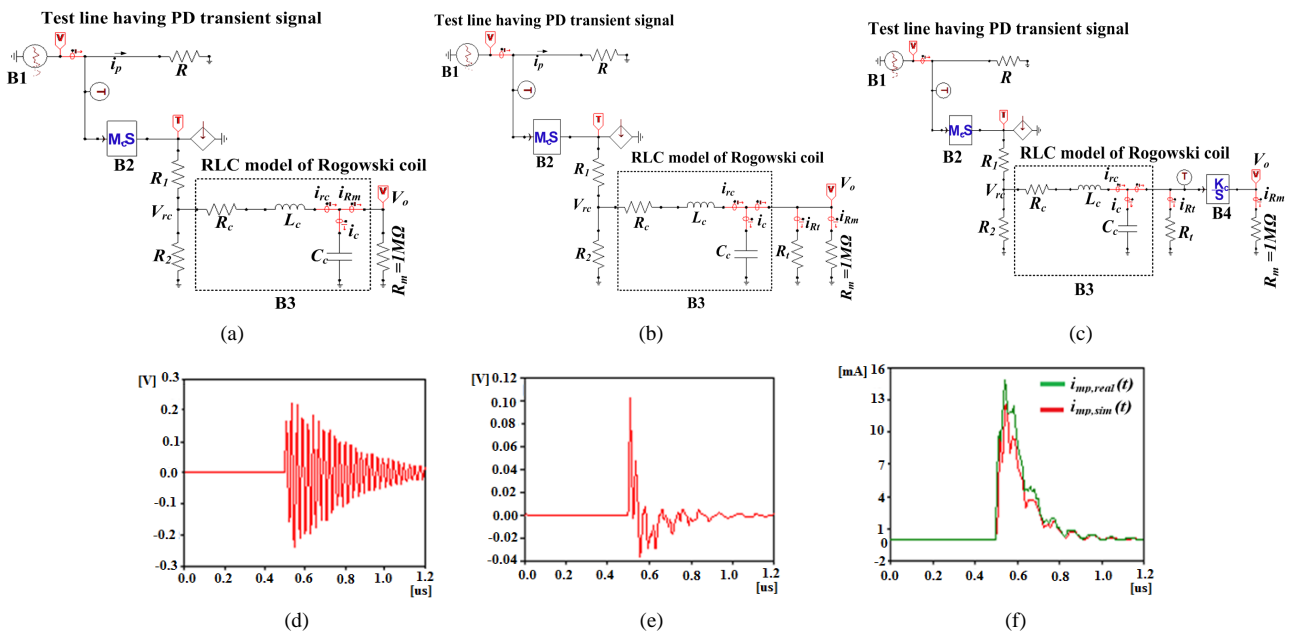 Test line having PD transient signal
V
B1
i_p
R
T
T
M_cS
B2
R_1
RLC model of Rogowski coil
V_rc
R_c
L_c
i_rc
i_Rm
V
V_o
i_c
R_2
C_c
R_m=1MΩ
B3
(a)
Test line having PD transient signal
V
B1
i_p
R
T
T
M_cS
B2
R_1
RLC model of Rogowski coil
V_rc
R_c
L_c
i_rc
i_c
V_o
V
i_Rt
i_Rm
R_2
C_c
R_t
R_m=1MΩ
B3
(b)
Test line having PD transient signal
V
B1
R
T
T
M_cS
B2
R_1
RLC model of Rogowski coil
V_rc
R_c
L_c
i_rc
i_c
T
K_c
S
B4
V_o
V
i_Rt
i_Rm
R_2
C_c
R_t
R_m=1MΩ
B3
(c)
[V]
0.3
0.2
0.1
0.0
-0.1
-0.2
-0.3
0.0 0.2 0.4 0.6 0.8 1.0 1.2
[us]
(d)
[V]
0.12
0.10
0.08
0.06
0.04
0.02
0.00
-0.02
-0.04
0.0 0.2 0.4 0.6 0.8 1.0 1.2
[us]
(e)
[mA]
16
13
10
7
4
1
0
-2
i_mp,real(t)
i_mp,sim(t)
0.0 0.2 0.4 0.6 0.8 1.0 1.2
[us]
(f)